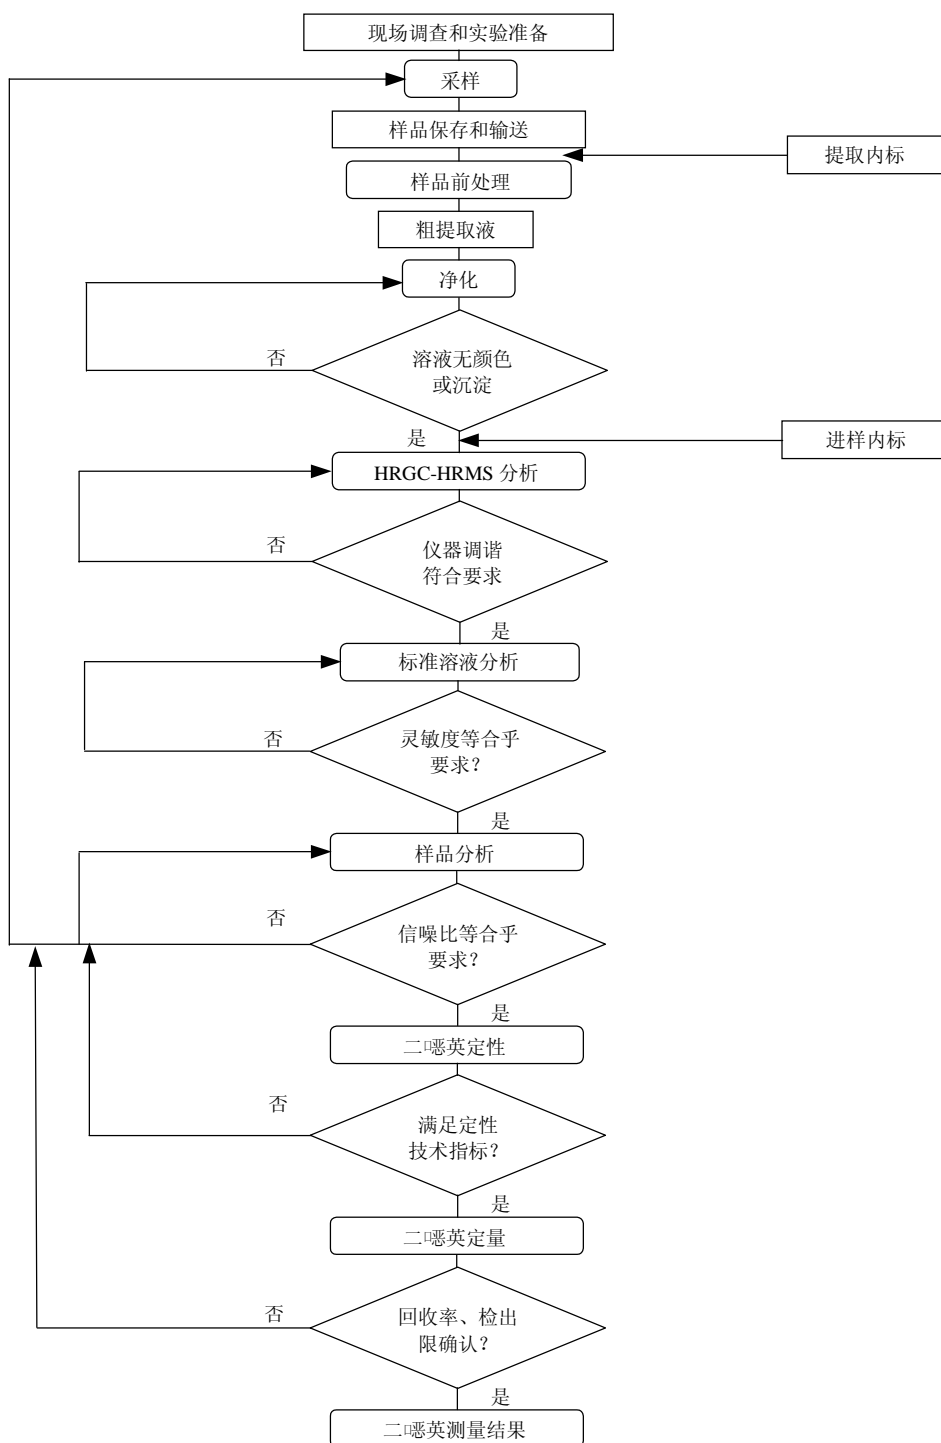 现场调查和实验准备
采样
样品保存和输送
提取内标
样品前处理
粗提取液
净化
否
溶液无颜色
或沉淀
是
进样内标
HRGC-HRMS 分析
否
仪器调谐
符合要求
是
标准溶液分析
否
灵敏度等合乎
要求?
是
样品分析
否
信噪比等合乎
要求?
是
二噁英定性
否
满足定性
技术指标?
是
二噁英定量
否
回收率、检出
限确认?
是
二噁英测量结果